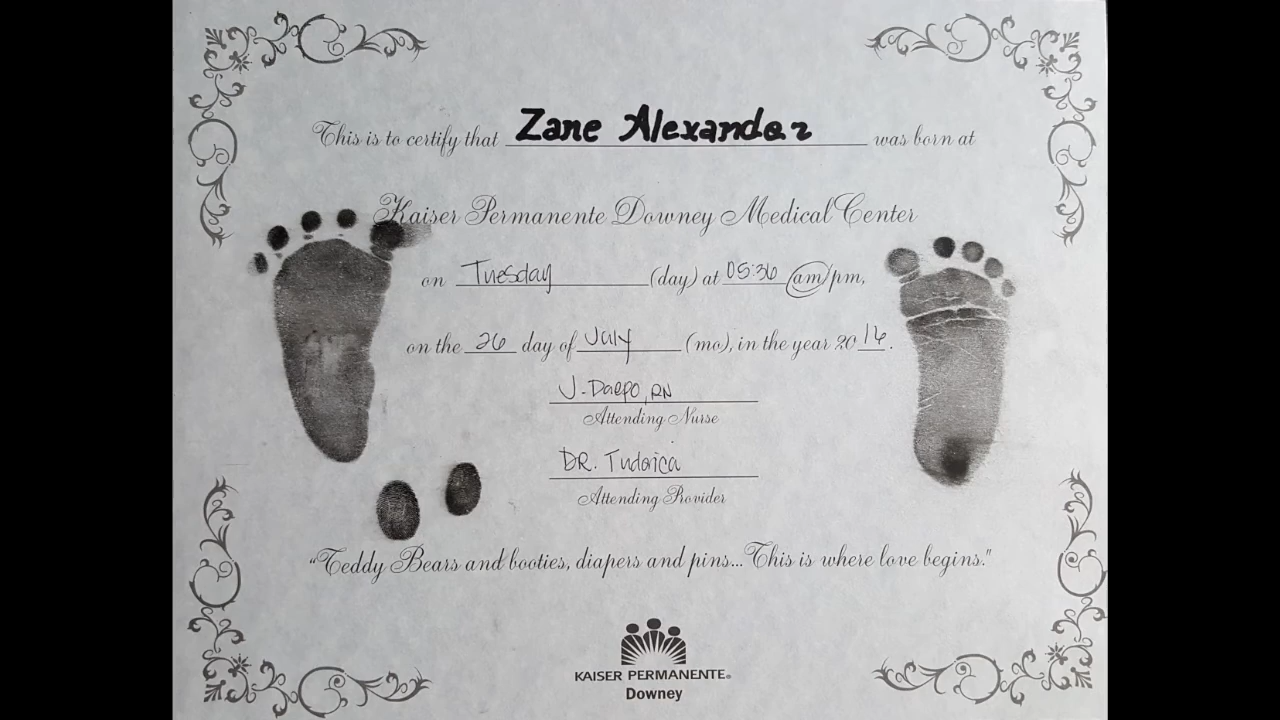 This is to certify that Zane Alexander was born at
Kaiser Permanente Downey Medical Center
on Tuesday (day) at 05:36 am/pm,
on the 26 day of July (mo), in the year 2016.
J. Daepo, RN
Attending Nurse
DR. Tudoica
Attending Provider
"Teddy Bears and booties, diapers and pins... This is where love begins."
KAISER PERMANENTE®
Downey